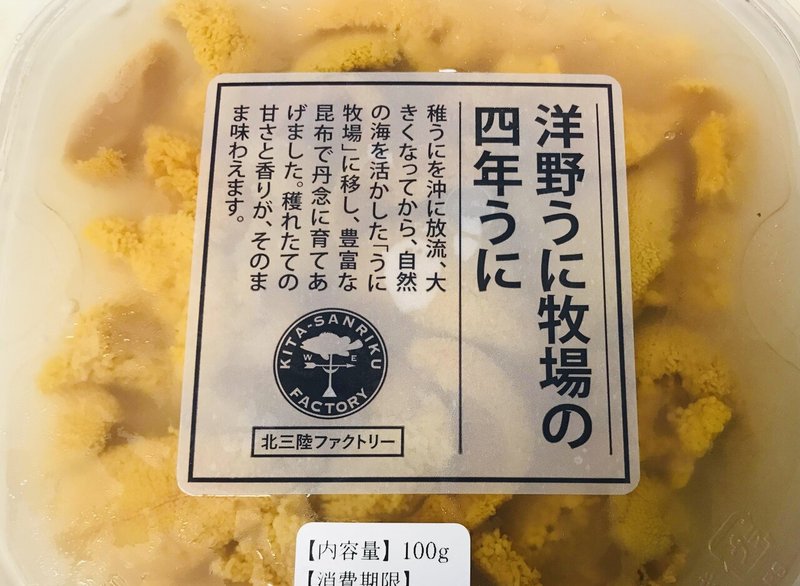 洋野うに牧場の
四年うに
稚うにを沖に放流、大
きくなってから、自然
の海を活かした「うに
牧場」に移し、豊富な
昆布で丹念に育てあ
げました。穫れたての
甘さと香りが、そのま
ま味わえます。
KITA-SANRIKU
W E
FACTORY
北三陸ファクトリー
【内容量】100g
【消費期限】